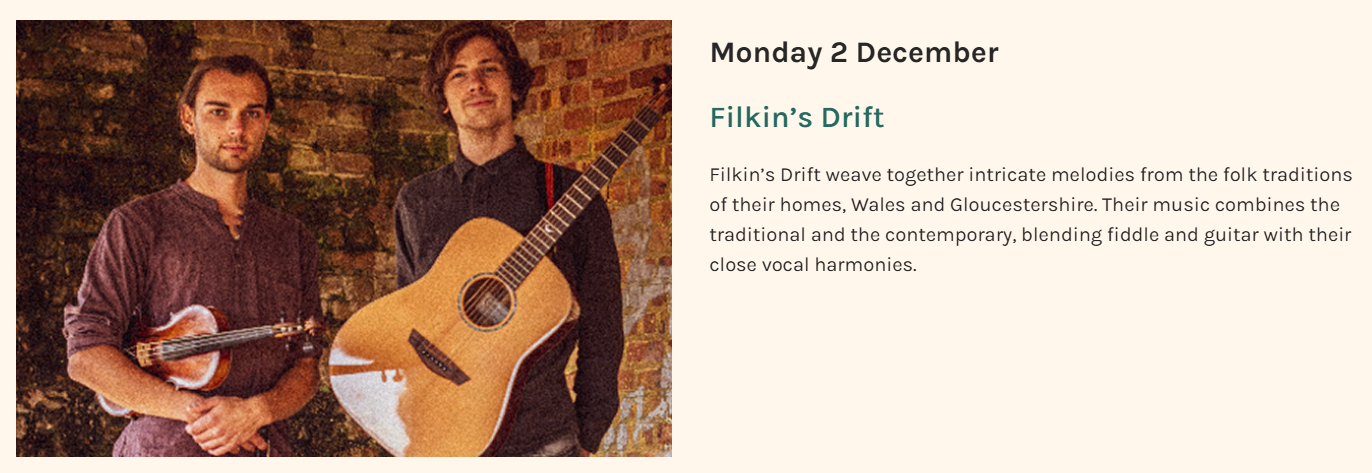 Monday 2 December
Filkin’s Drift
Filkin’s Drift weave together intricate melodies from the folk traditions
of their homes, Wales and Gloucestershire. Their music combines the
traditional and the contemporary, blending fiddle and guitar with their
close vocal harmonies.